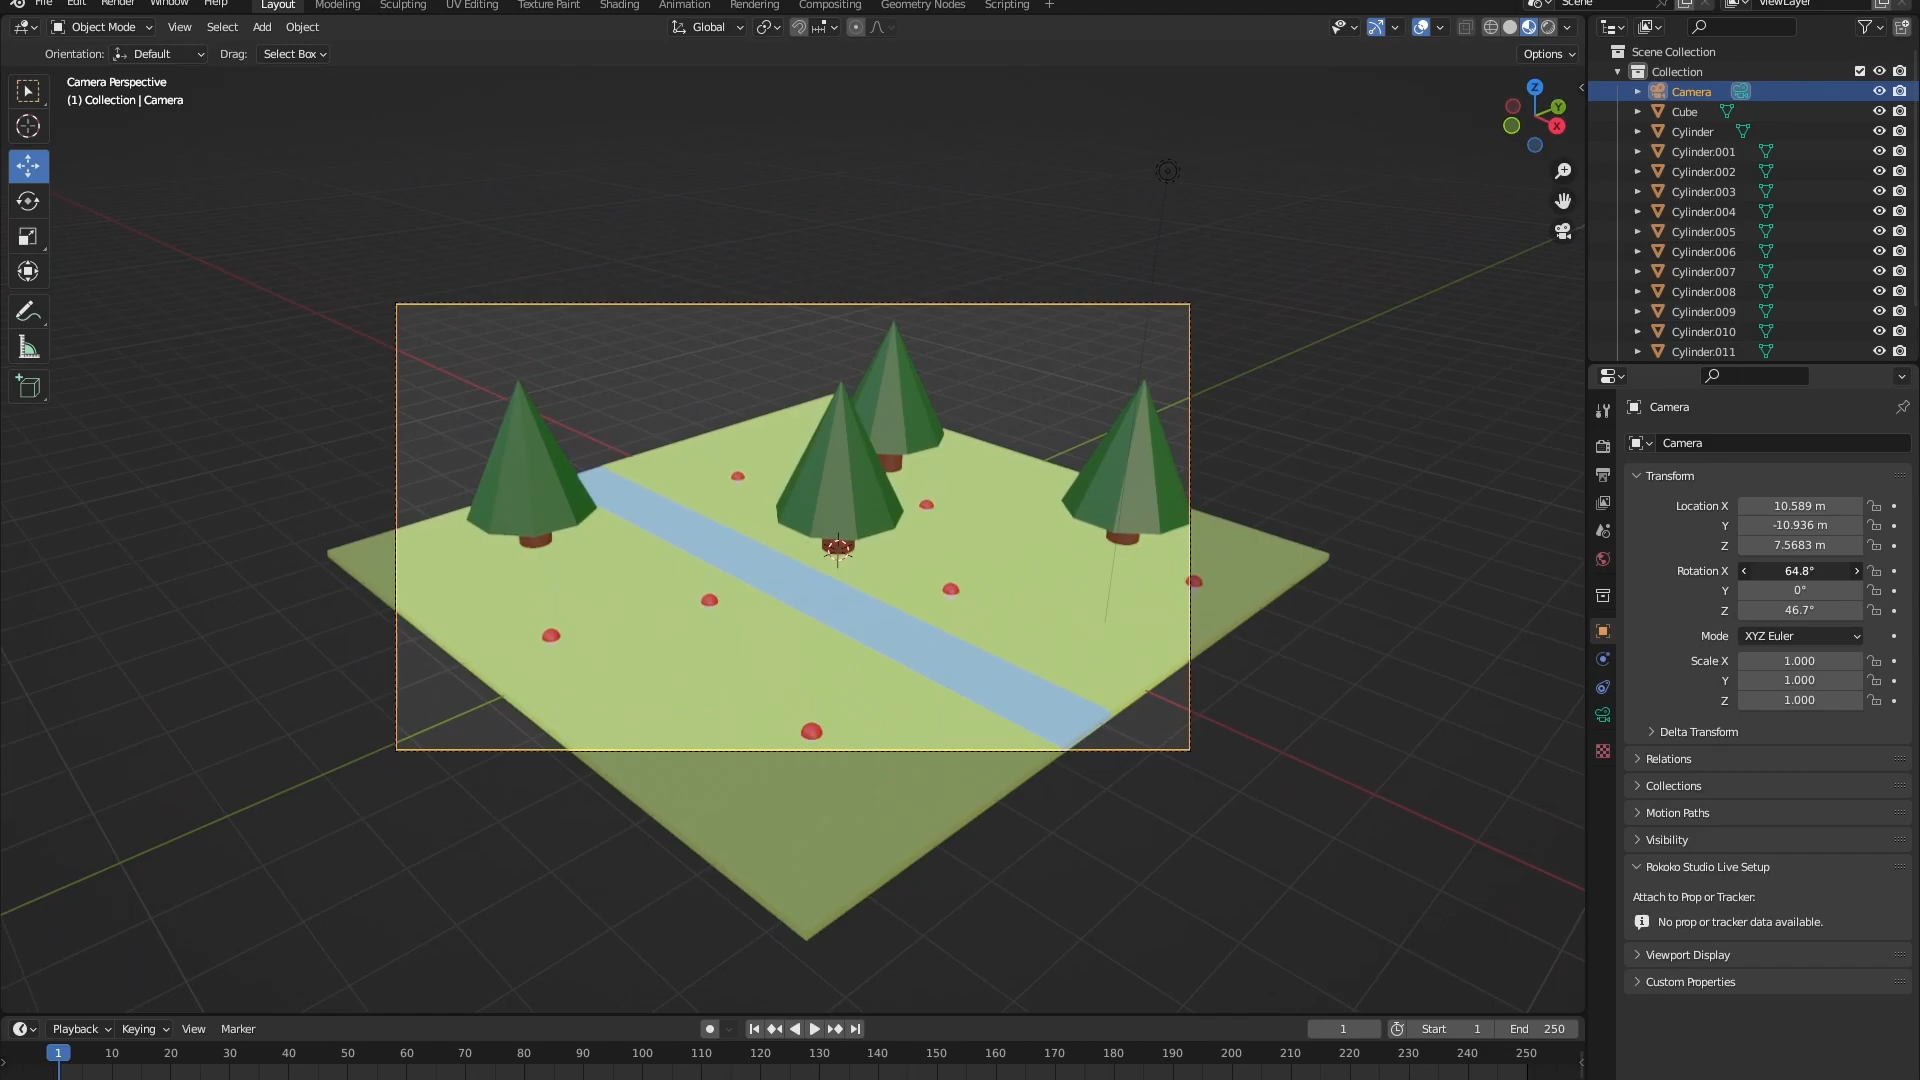 File Edit Render Window Help Layout Modeling Sculpting UV Editing Texture Paint Shading Animation Rendering Compositing Geometry Nodes Scripting + Scene ViewLayer
Object Mode View Select Add Object Global
Orientation: Default Drag: Select Box Options
Camera Perspective
(1) Collection | Camera
Z
Y
X
Scene Collection
Collection
Camera
Cube
Cylinder
Cylinder.001
Cylinder.002
Cylinder.003
Cylinder.004
Cylinder.005
Cylinder.006
Cylinder.007
Cylinder.008
Cylinder.009
Cylinder.010
Cylinder.011
Camera
Camera
Transform
Location X 10.589 m
Y -10.936 m
Z 7.5683 m
Rotation X 64.8°
Y 0°
Z 46.7°
Mode XYZ Euler
Scale X 1.000
Y 1.000
Z 1.000
Delta Transform
Relations
Collections
Motion Paths
Visibility
Rokoko Studio Live Setup
Attach to Prop or Tracker:
No prop or tracker data available.
Viewport Display
Custom Properties
Playback Keying View Marker 1 Start 1 End 250
1 10 20 30 40 50 60 70 80 90 100 110 120 130 140 150 160 170 180 190 200 210 220 230 240 250